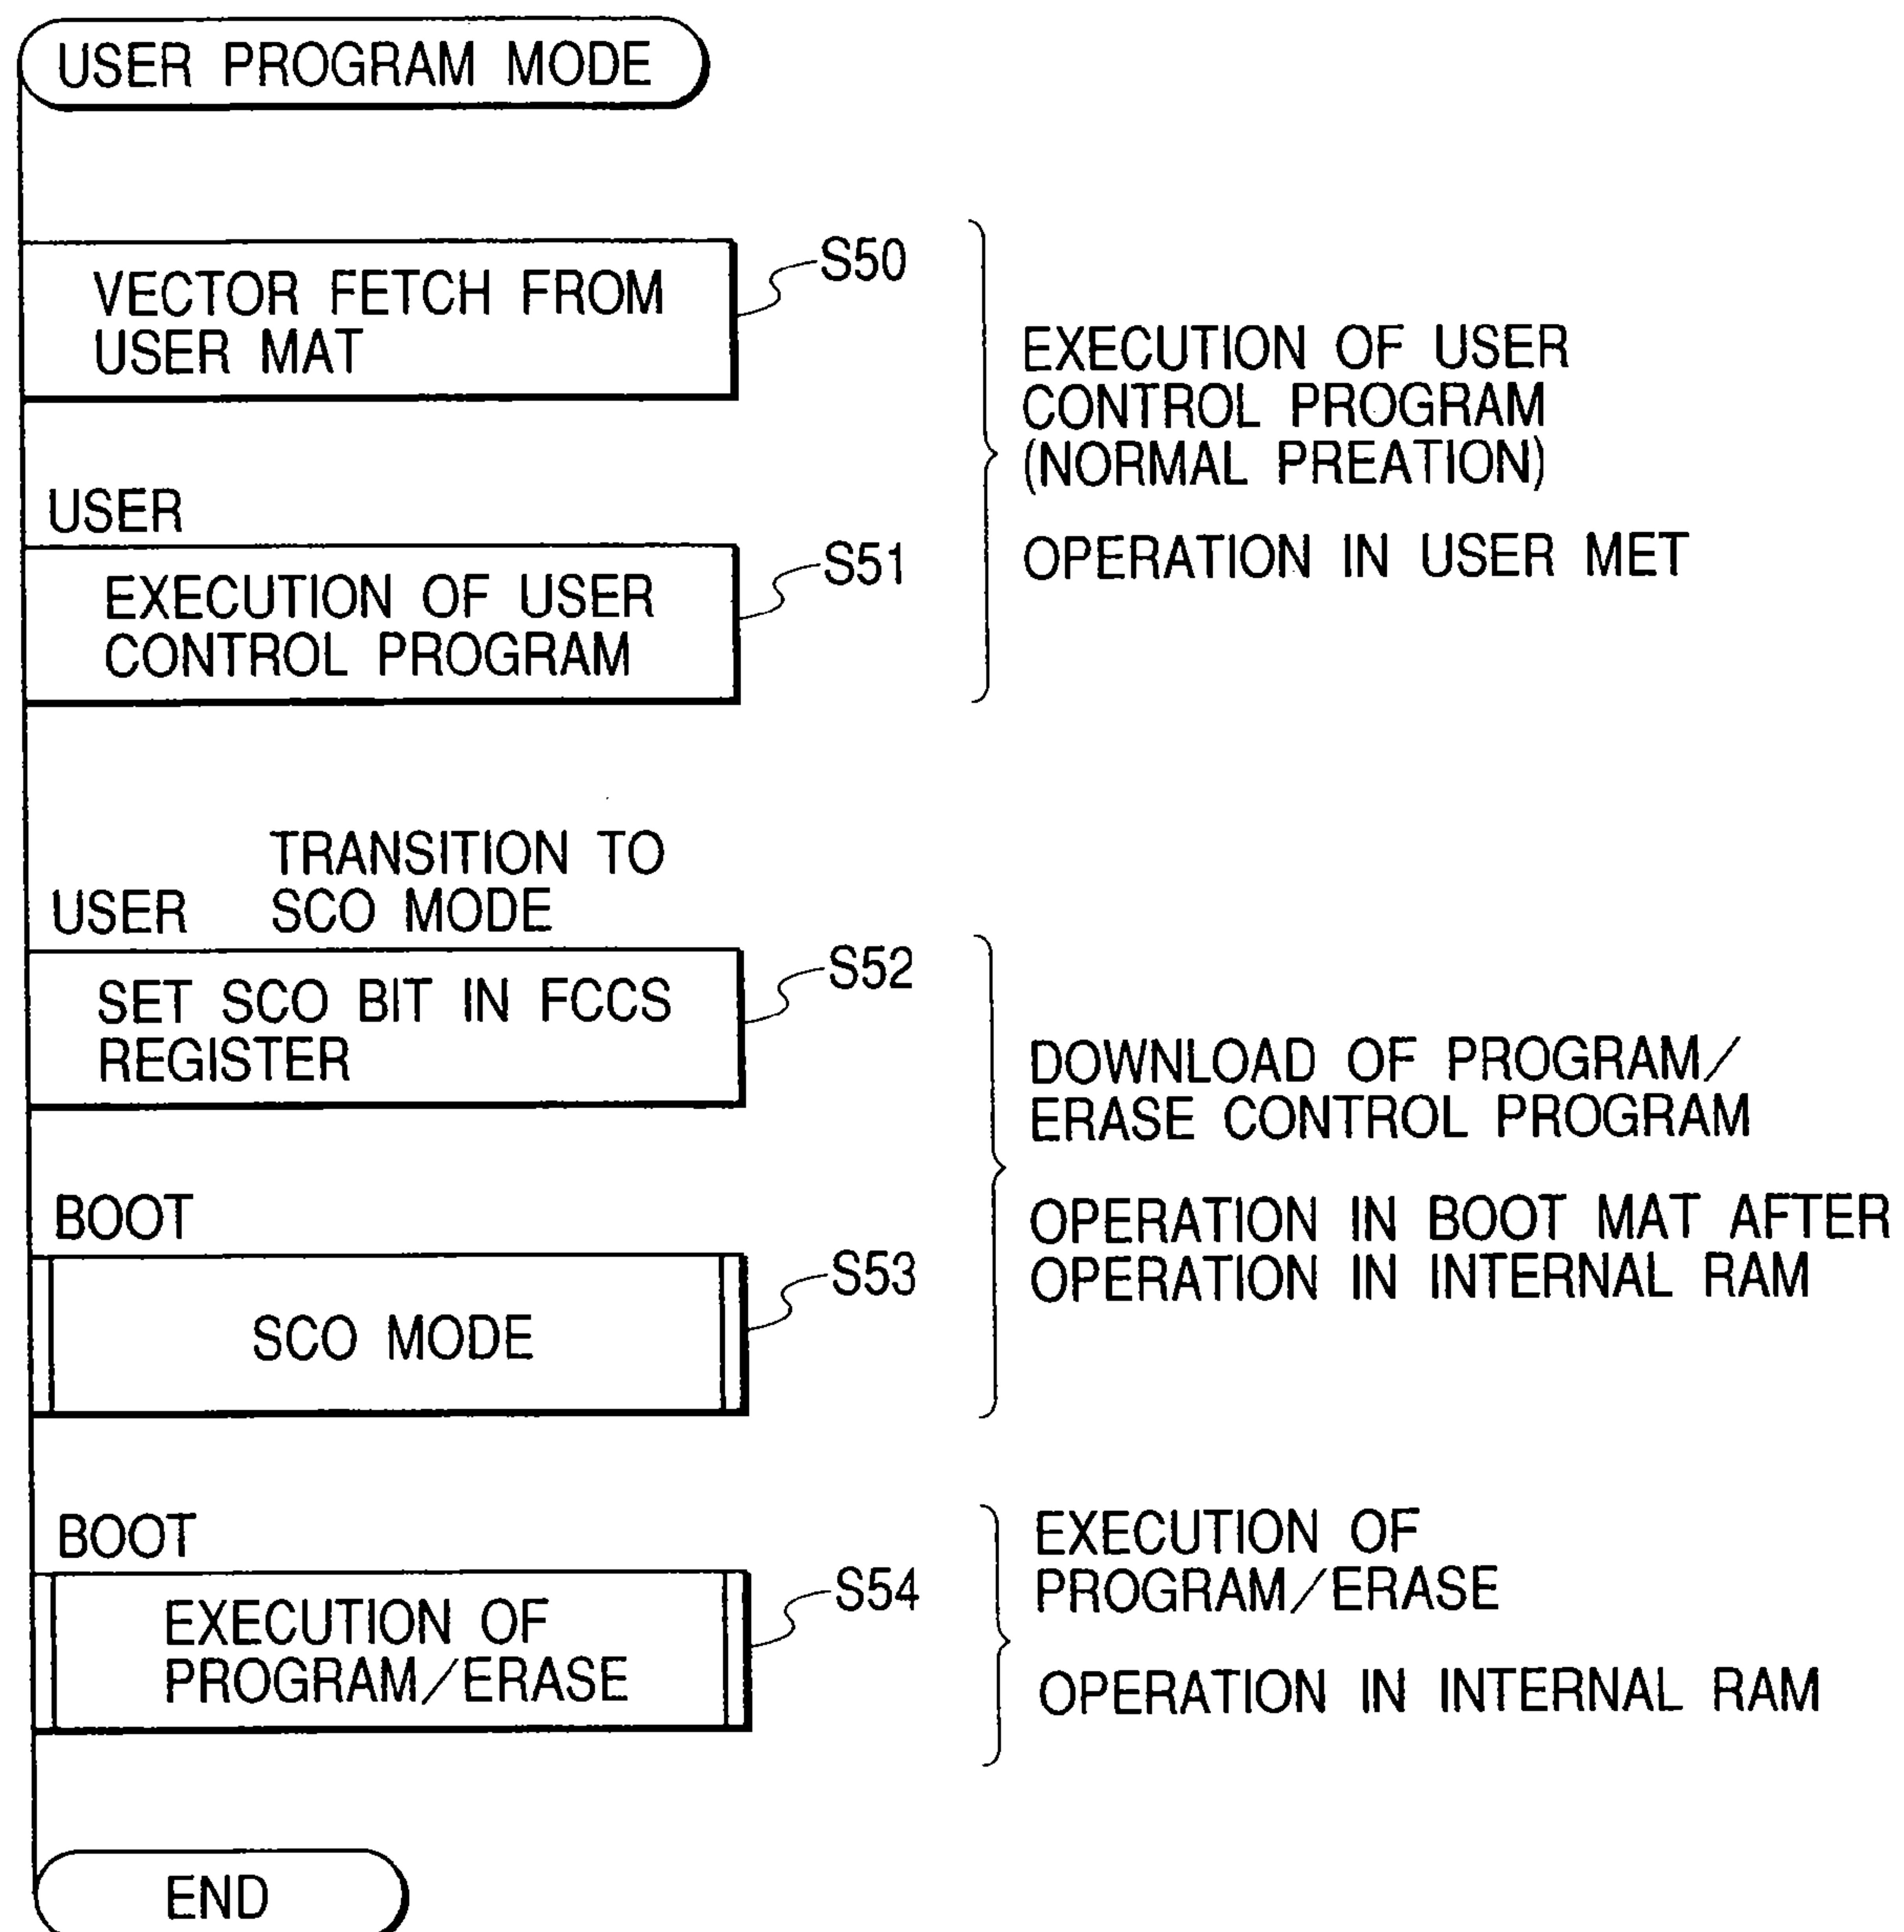 USER PROGRAM MODE
VECTOR FETCH FROM
USER MAT
S50
EXECUTION OF USER
CONTROL PROGRAM
(NORMAL PREATION)
OPERATION IN USER MET
USER
EXECUTION OF USER
CONTROL PROGRAM
S51
TRANSITION TO
USER SCO MODE
SET SCO BIT IN FCCS
REGISTER
S52
DOWNLOAD OF PROGRAM/
ERASE CONTROL PROGRAM
OPERATION IN BOOT MAT AFTER
OPERATION IN INTERNAL RAM
BOOT
SCO MODE
S53
BOOT
EXECUTION OF
PROGRAM/ERASE
S54
EXECUTION OF
PROGRAM/ERASE
OPERATION IN INTERNAL RAM
END